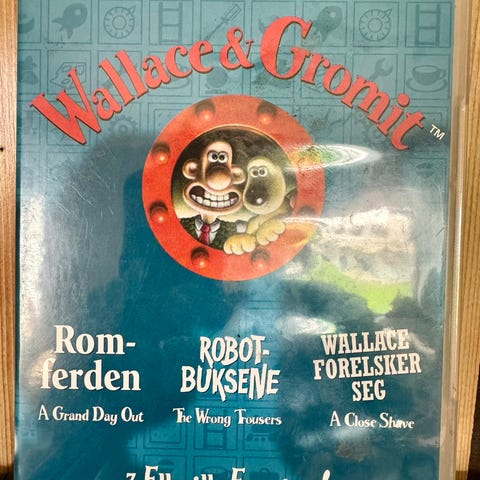 Wallace & Gromit™
Rom-
ferden
A Grand Day Out
ROBOT-
BUKSENE
The Wrong Trousers
WALLACE
FORELSKER
SEG
A Close Shave